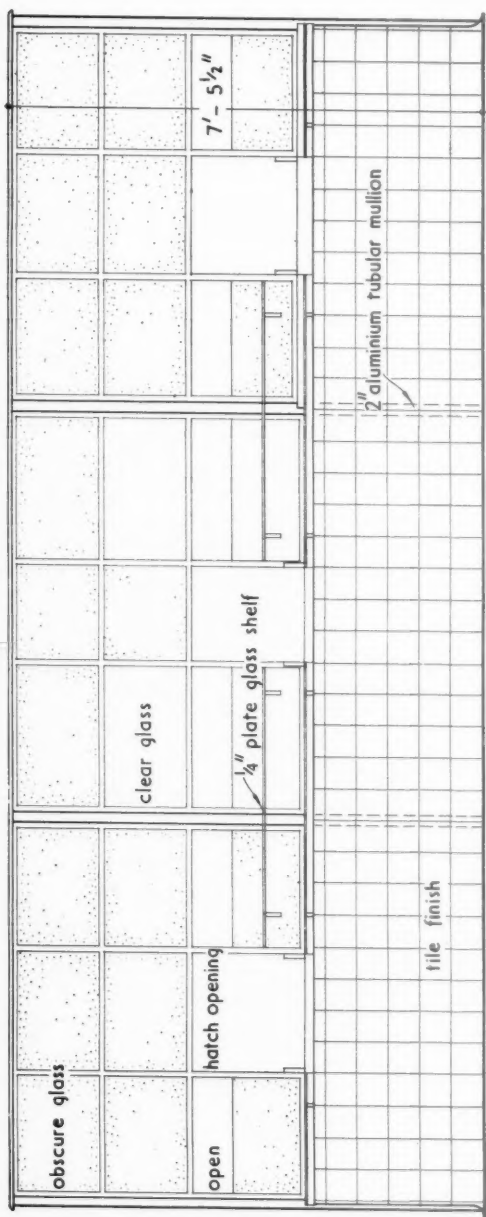 obscure glass
open
hatch opening
clear glass
¼" plate glass shelf
7' – 5½"
tile finish
2" aluminium tubular mullion